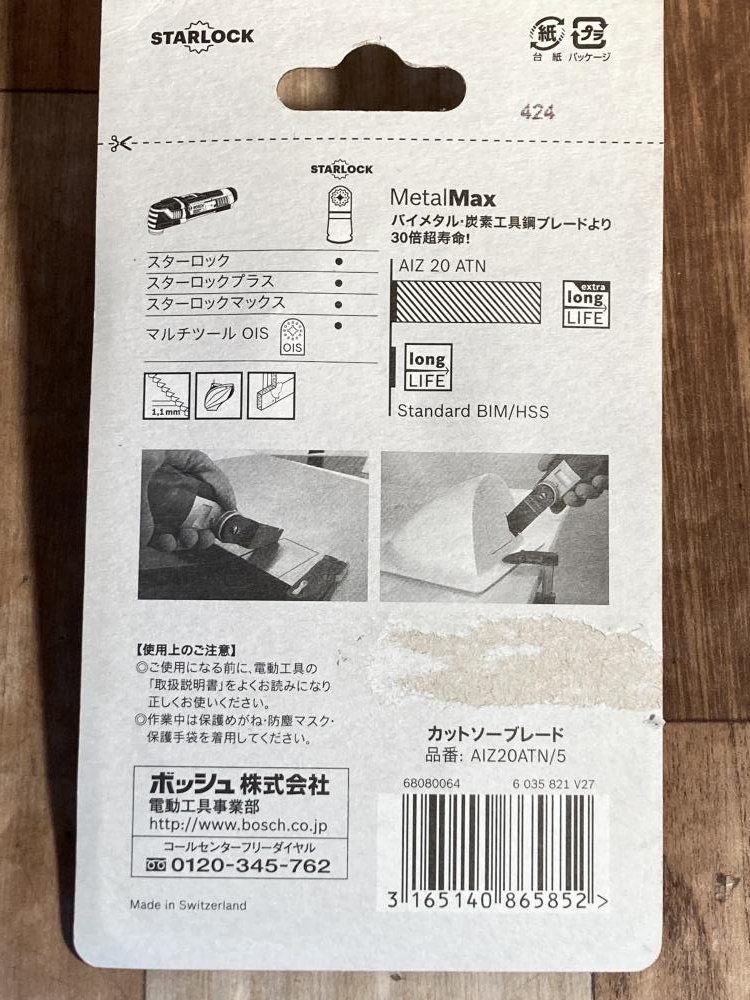 STARLOCK
紙
プラ
台 紙 パッケージ
424
STARLOCK
MetalMax
バイメタル・炭素工具鋼ブレードより
30倍超寿命!
スターロック
スターロックプラス
スターロックマックス
マルチツール OIS
OIS
AIZ 20 ATN
extra
long
LIFE
long
LIFE
Standard BIM/HSS
1,1 mm
【使用上のご注意】
◎ご使用になる前に、電動工具の
「取扱説明書」をよくお読みになり
正しくお使いください。
◎作業中は保護めがね・防塵マスク・
保護手袋を着用してください。
カットソーブレード
品番: AIZ20ATN/5
68080064 6 035 821 V27
3 165140 865852 >
ボッシュ株式会社
電動工具事業部
http://www.bosch.co.jp
コールセンターフリーダイヤル
0120-345-762
Made in Switzerland